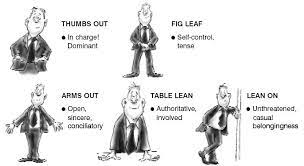 THUMBS OUT
● In charge!
Dominant
FIG LEAF
● Self-control,
tense
ARMS OUT
● Open,
sincere,
conciliatory
TABLE LEAN
● Authoritative,
involved
LEAN ON
● Unthreatened,
casual
belongingness